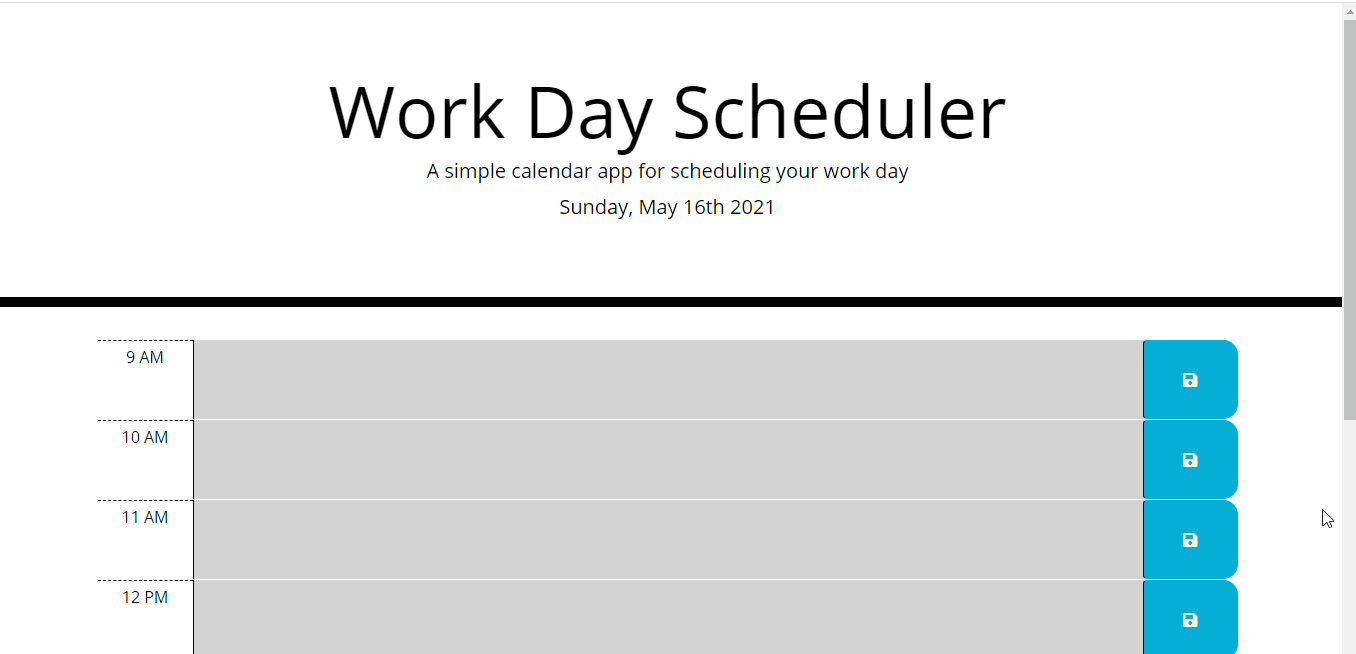 Work Day Scheduler
A simple calendar app for scheduling your work day
Sunday, May 16th 2021
9 AM
10 AM
11 AM
12 PM